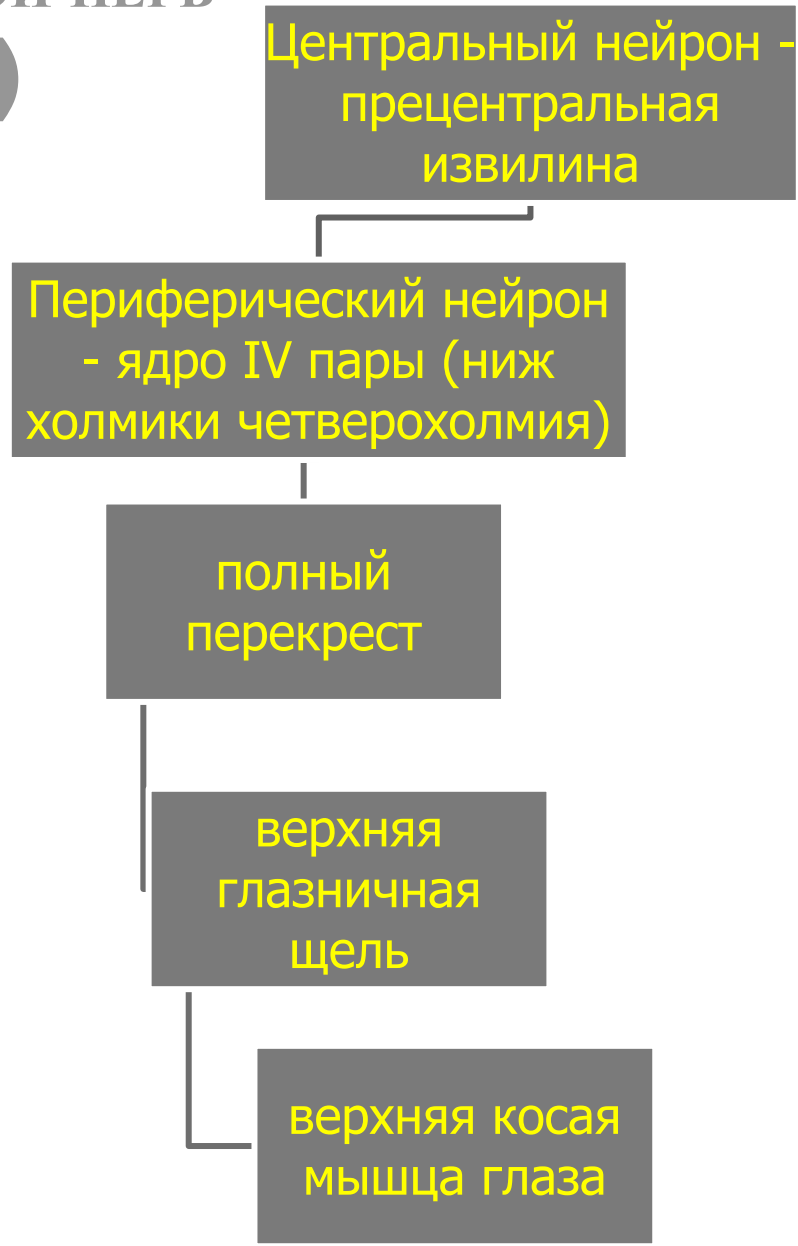 Центральный нейрон -
прецентральная
извилина
Периферический нейрон
- ядро IV пары (ниж
холмики четверохолмия)
полный
перекрест
верхняя
глазничная
щель
верхняя косая
мышца глаза